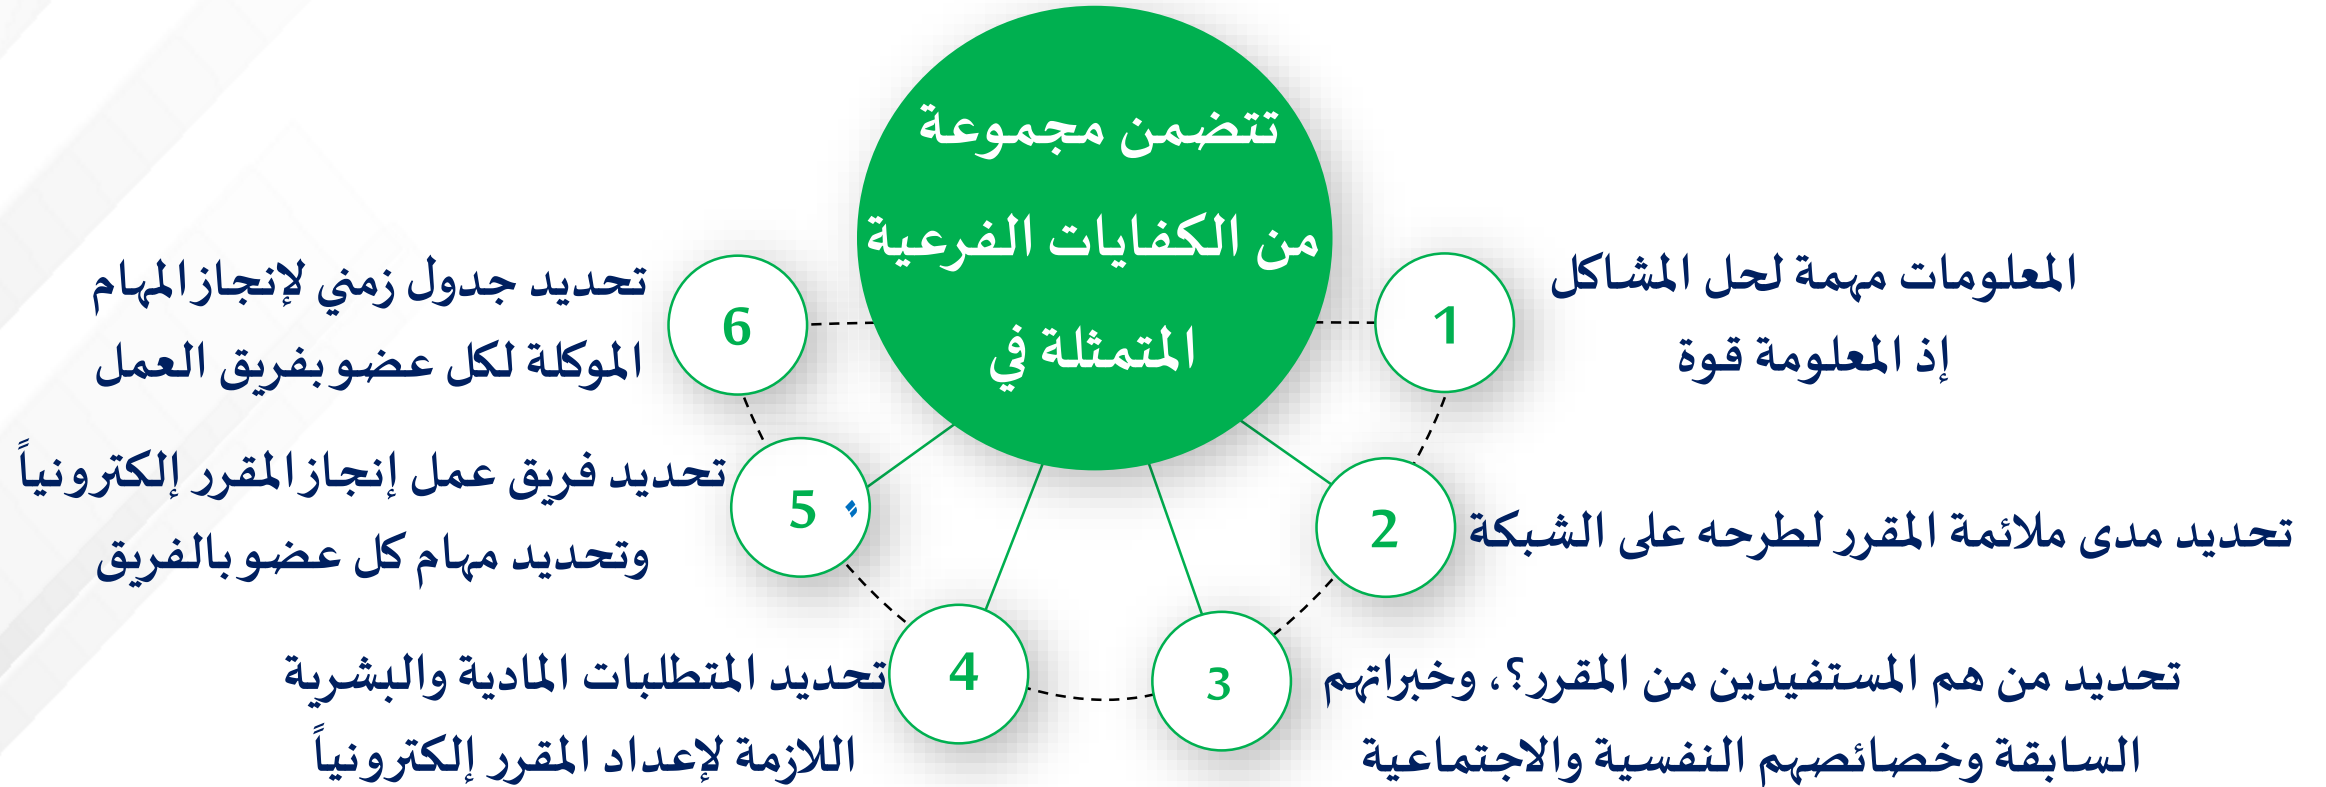 تتضمن مجموعة
من الكفايات الفرعية
المتمثلة في
1
المعلومات مهمة لحل المشاكل
إذ المعلومة قوة
2
تحديد مدى ملائمة المقرر لطرحه على الشبكة
3
تحديد من هم المستفيدين من المقرر؟، وخبراتهم
السابقة وخصائصهم النفسية والاجتماعية
4
تحديد المتطلبات المادية والبشرية
اللازمة لإعداد المقرر إلكترونياً
5
تحديد فريق عمل إنجاز المقرر إلكترونياً
وتحديد مهام كل عضو بالفريق
6
تحديد جدول زمني لإنجاز المهام
الموكلة لكل عضو بفريق العمل